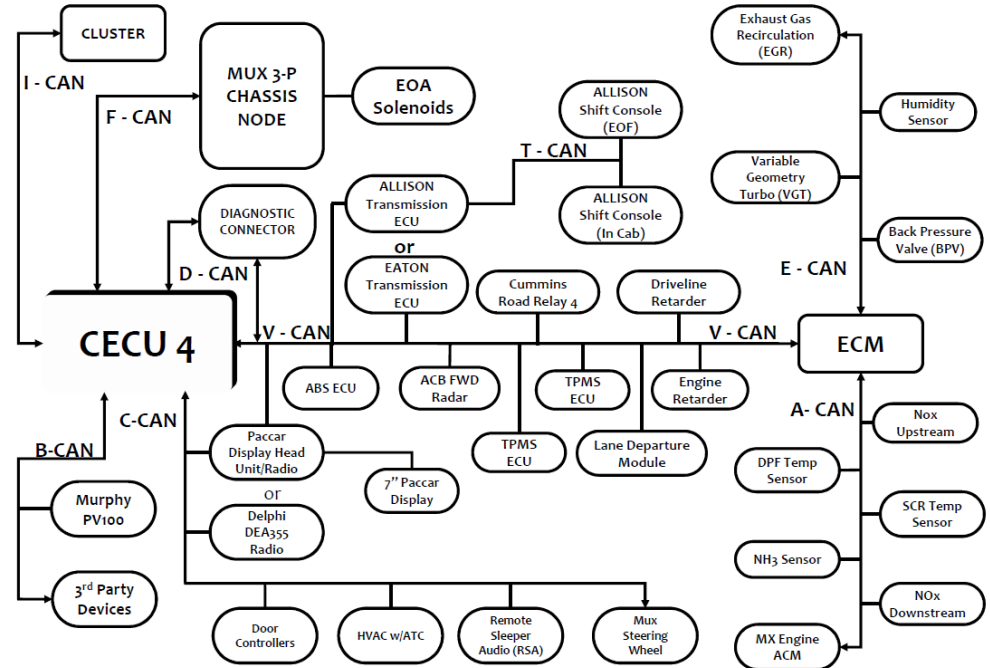 CLUSTER
I - CAN
F - CAN
MUX 3-P
CHASSIS
NODE
EOA
Solenoids
DIAGNOSTIC
CONNECTOR
D - CAN
CECU 4
V - CAN
ALLISON
Transmission
ECU
or
EATON
Transmission
ECU
T - CAN
ALLISON
Shift Console
(EOF)
ALLISON
Shift Console
(In Cab)
Cummins
Road Relay 4
Driveline
Retarder
V - CAN
ABS ECU
ACB FWD
Radar
TPMS
ECU
TPMS
ECU
Lane Departure
Module
Engine
Retarder
Exhaust Gas
Recirculation
(EGR)
Humidity
Sensor
Variable
Geometry
Turbo (VGT)
Back Pressure
Valve (BPV)
E - CAN
ECM
A- CAN
Nox
Upstream
DPF Temp
Sensor
SCR Temp
Sensor
NH3 Sensor
NOx
Downstream
MX Engine
ACM
C-CAN
Paccar
Display Head
Unit/Radio
or
Delphi
DEA355
Radio
7” Paccar
Display
B-CAN
Murphy
PV100
3rd Party
Devices
Door
Controllers
HVAC w/ATC
Remote
Sleeper
Audio (RSA)
Mux
Steering
Wheel